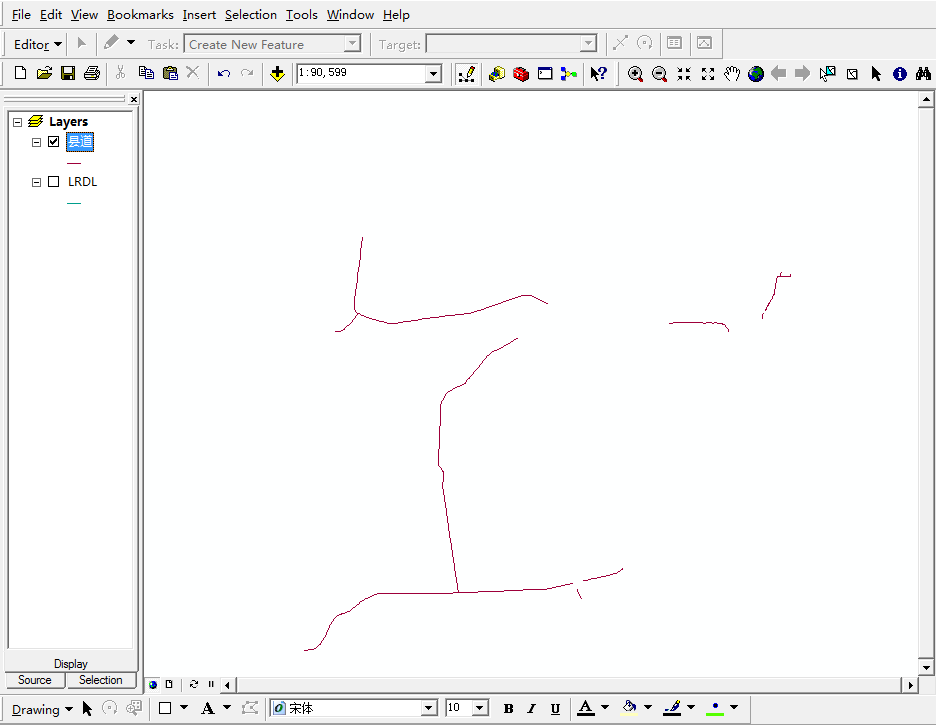 File Edit View Bookmarks Insert Selection Tools Window Help
Editor Task: Create New Feature Target:
1:90,599
Layers
县道
LRDL
Display
Source Selection
Drawing A 宋体 10 B I U A